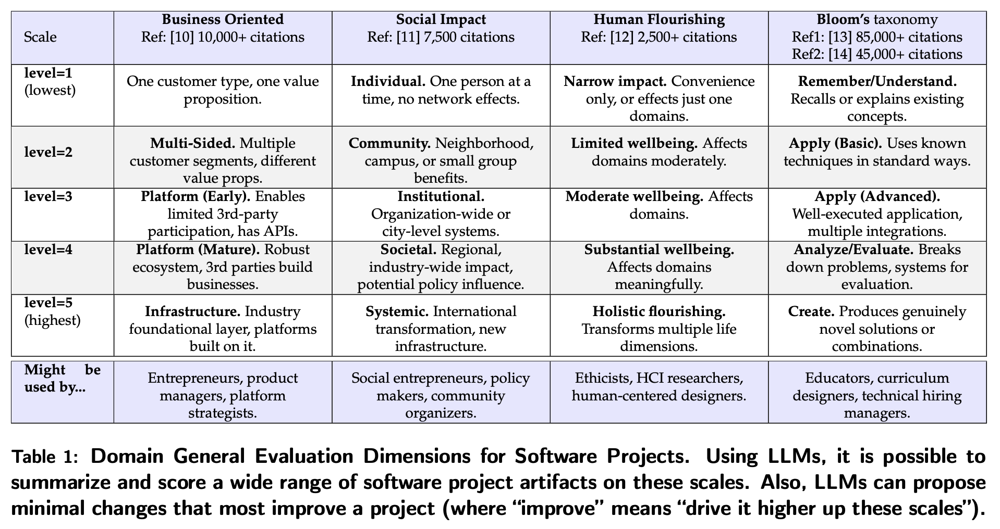 Scale
Business Oriented
Ref: [10] 10,000+ citations
Social Impact
Ref: [11] 7,500 citations
Human Flourishing
Ref: [12] 2,500+ citations
Bloom’s taxonomy
Ref1: [13] 85,000+ citations
Ref2: [14] 45,000+ citations
level=1
(lowest)
One customer type, one value
proposition.
Individual. One person at a
time, no network effects.
Narrow impact. Convenience
only, or effects just one
domains.
Remember/Understand.
Recalls or explains existing
concepts.
level=2
Multi-Sided. Multiple
customer segments, different
value props.
Community. Neighborhood,
campus, or small group
benefits.
Limited wellbeing. Affects
domains moderately.
Apply (Basic). Uses known
techniques in standard ways.
level=3
Platform (Early). Enables
limited 3rd-party
participation, has APIs.
Institutional.
Organization-wide or
city-level systems.
Moderate wellbeing. Affects
domains.
Apply (Advanced).
Well-executed application,
multiple integrations.
level=4
Platform (Mature). Robust
ecosystem, 3rd parties build
businesses.
Societal. Regional,
industry-wide impact,
potential policy influence.
Substantial wellbeing.
Affects domains
meaningfully.
Analyze/Evaluate. Breaks
down problems, systems for
evaluation.
level=5
(highest)
Infrastructure. Industry
foundational layer, platforms
built on it.
Systemic. International
transformation, new
infrastructure.
Holistic flourishing.
Transforms multiple life
dimensions.
Create. Produces genuinely
novel solutions or
combinations.
Might be
used by...
Entrepreneurs, product
managers, platform
strategists.
Social entrepreneurs, policy
makers, community
organizers.
Ethicists, HCI researchers,
human-centered designers.
Educators, curriculum
designers, technical hiring
managers.
Table 1: Domain General Evaluation Dimensions for Software Projects. Using LLMs, it is possible to
summarize and score a wide range of software project artifacts on these scales. Also, LLMs can propose
minimal changes that most improve a project (where “improve” means “drive it higher up these scales”).